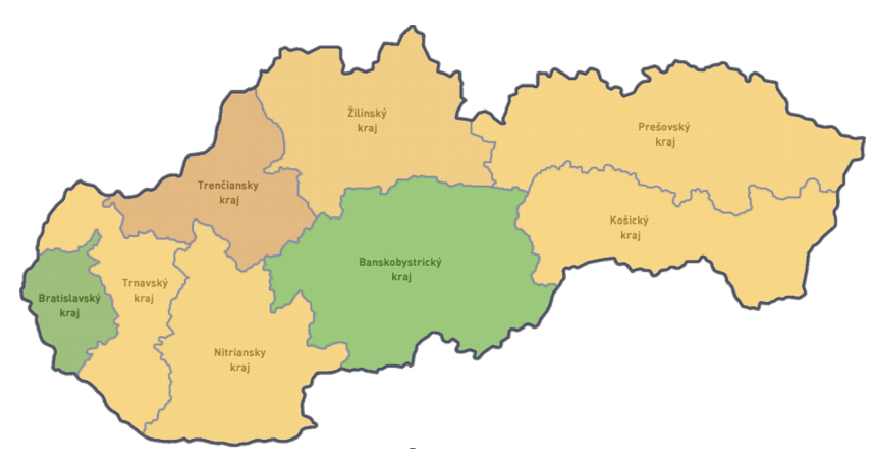 Žilinský
kraj
Prešovský
kraj
Trenčiansky
kraj
Košický
kraj
Banskobystrický
kraj
Trnavský
kraj
Bratislavský
kraj
Nitriansky
kraj